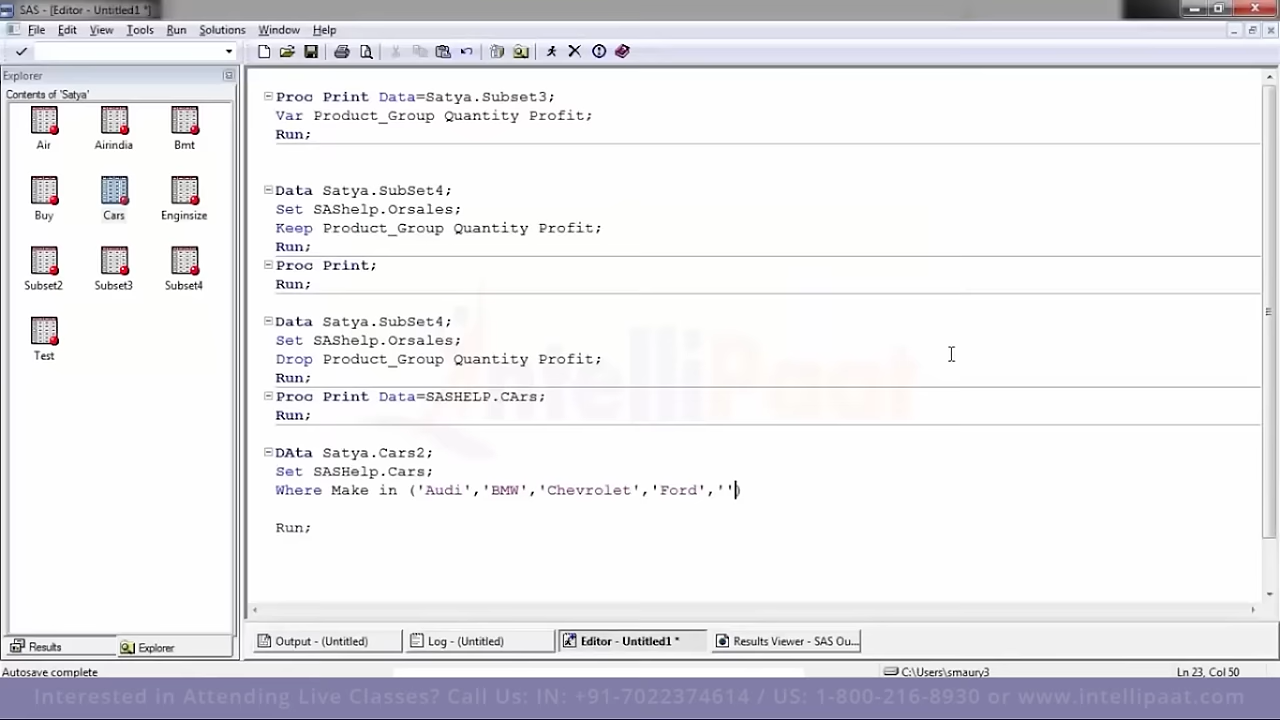 SAS - [Editor - Untitled1 *]
File Edit View Tools Run Solutions Window Help
Explorer
Contents of 'Satya'
Air Airindia Bmt
Buy Cars Enginsize
Subset2 Subset3 Subset4
Test
Proc Print Data=Satya.Subset3;
Var Product_Group Quantity Profit;
Run;
Data Satya.SubSet4;
Set SAShelp.Orsales;
Keep Product_Group Quantity Profit;
Run;
Proc Print;
Run;
Data Satya.SubSet4;
Set SAShelp.Orsales;
Drop Product_Group Quantity Profit;
Run;
Proc Print Data=SASHELP.CArs;
Run;
DAta Satya.Cars2;
Set SASHelp.Cars;
Where Make in ('Audi','BMW','Chevrolet','Ford','')
Run;
IntelliPaat
Results Explorer
Output - (Untitled) Log - (Untitled) Editor - Untitled1 * Results Viewer - SAS Ou...
Autosave complete C:\Users\smaury3 Ln 23, Col 50
Interested in Attending Live Classes? Call Us: IN: +91-7022374614 / US: 1-800-216-8930 or www.intellipaat.com